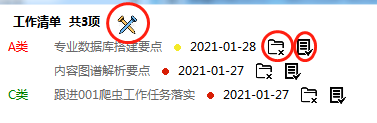 工作清单 共3项
A类 专业数据库搭建要点 2021-01-28
内容图谱解析要点 2021-01-27
C类 跟进001爬虫工作任务落实 2021-01-27